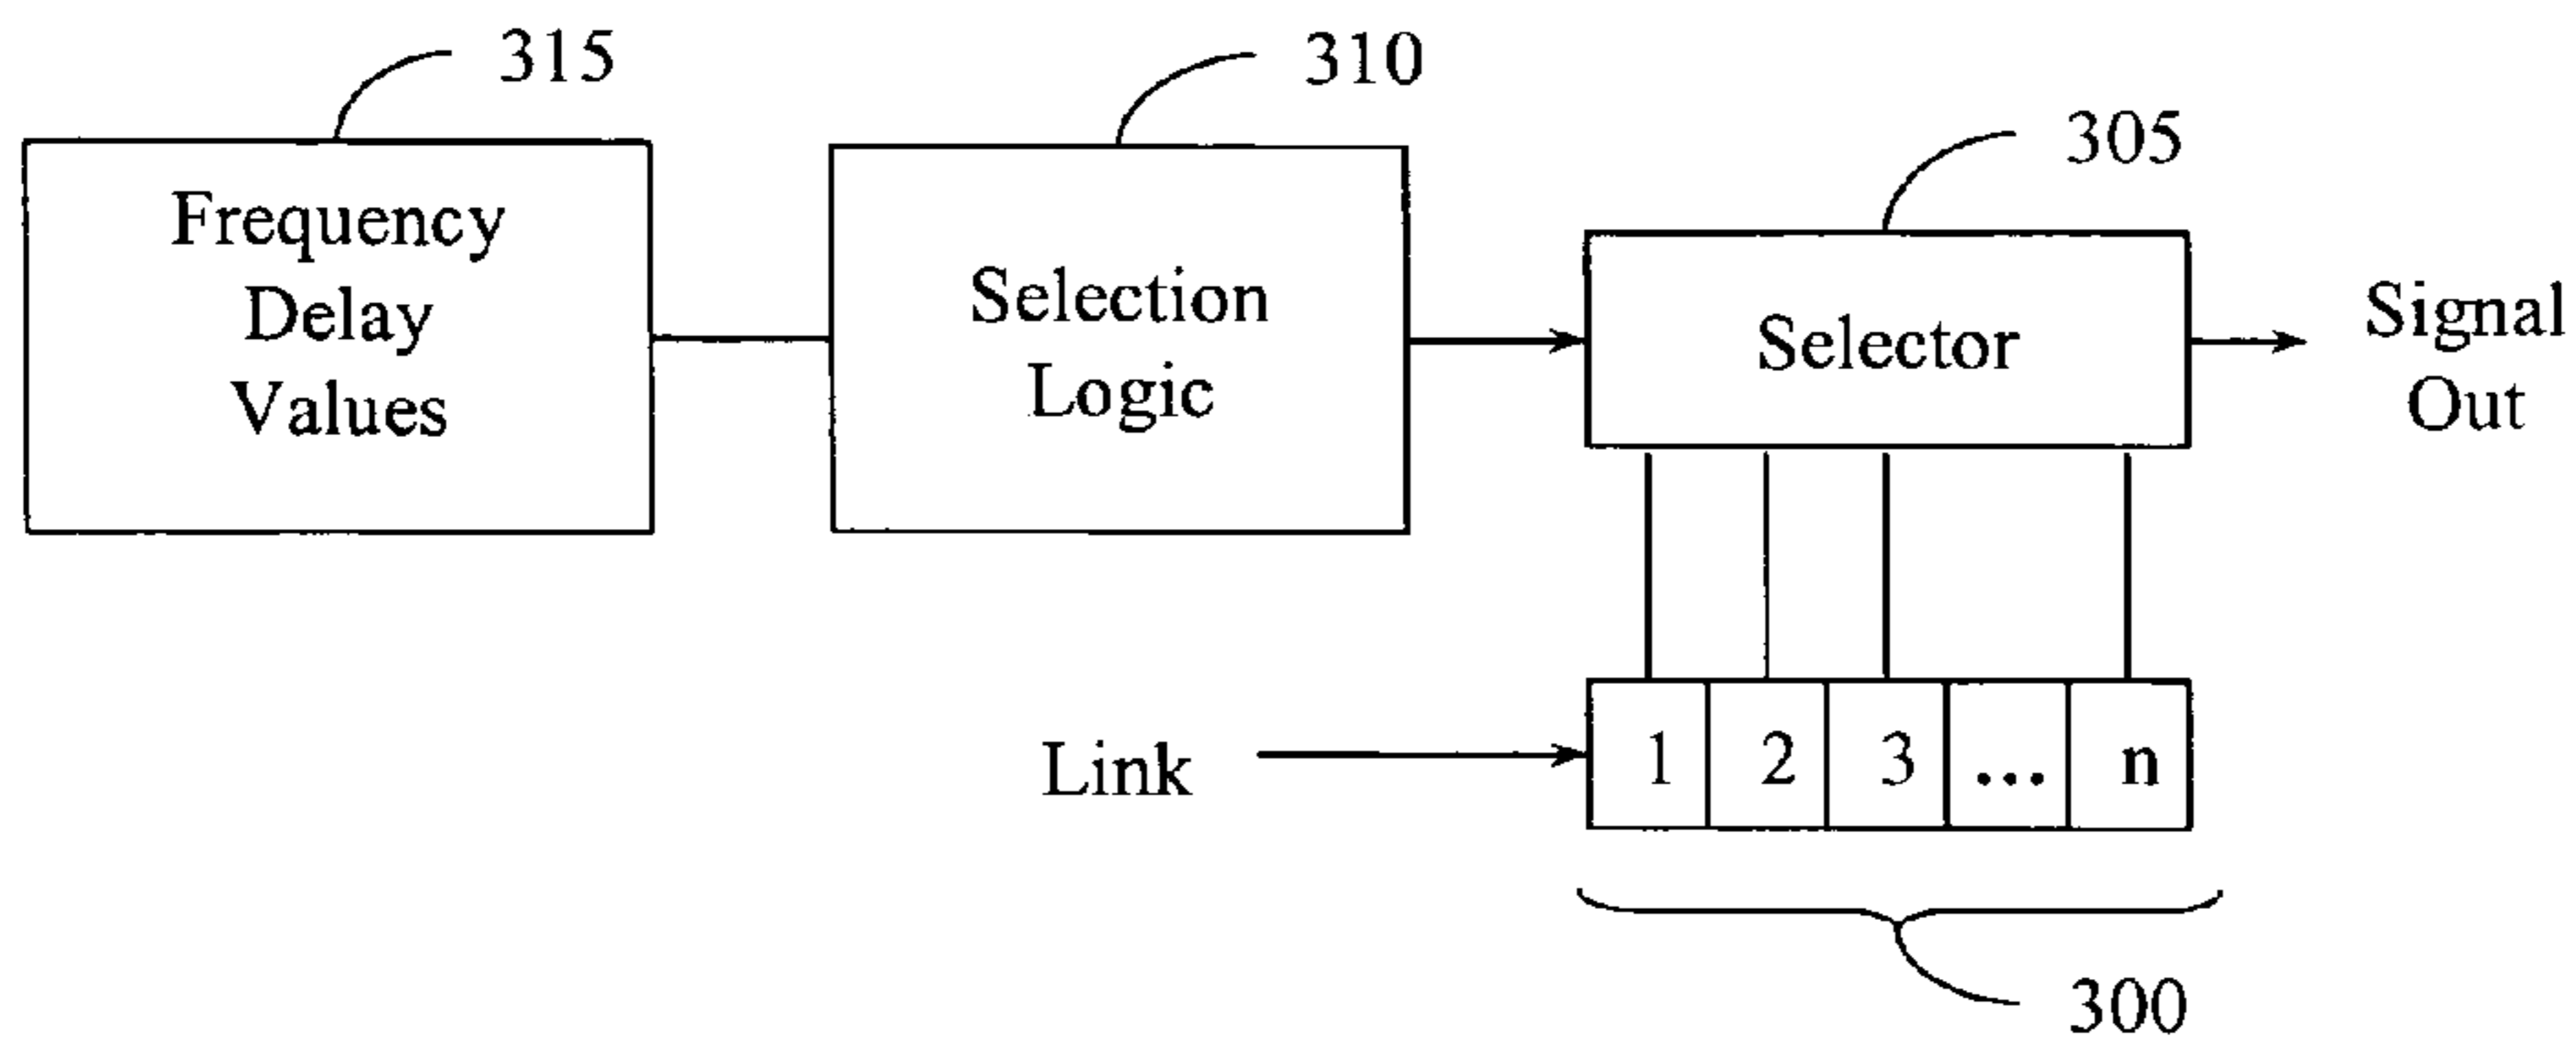 315
310
305
Frequency
Delay
Values
Selection
Logic
Selector
Signal
Out
Link
1 2 3 ... n
300